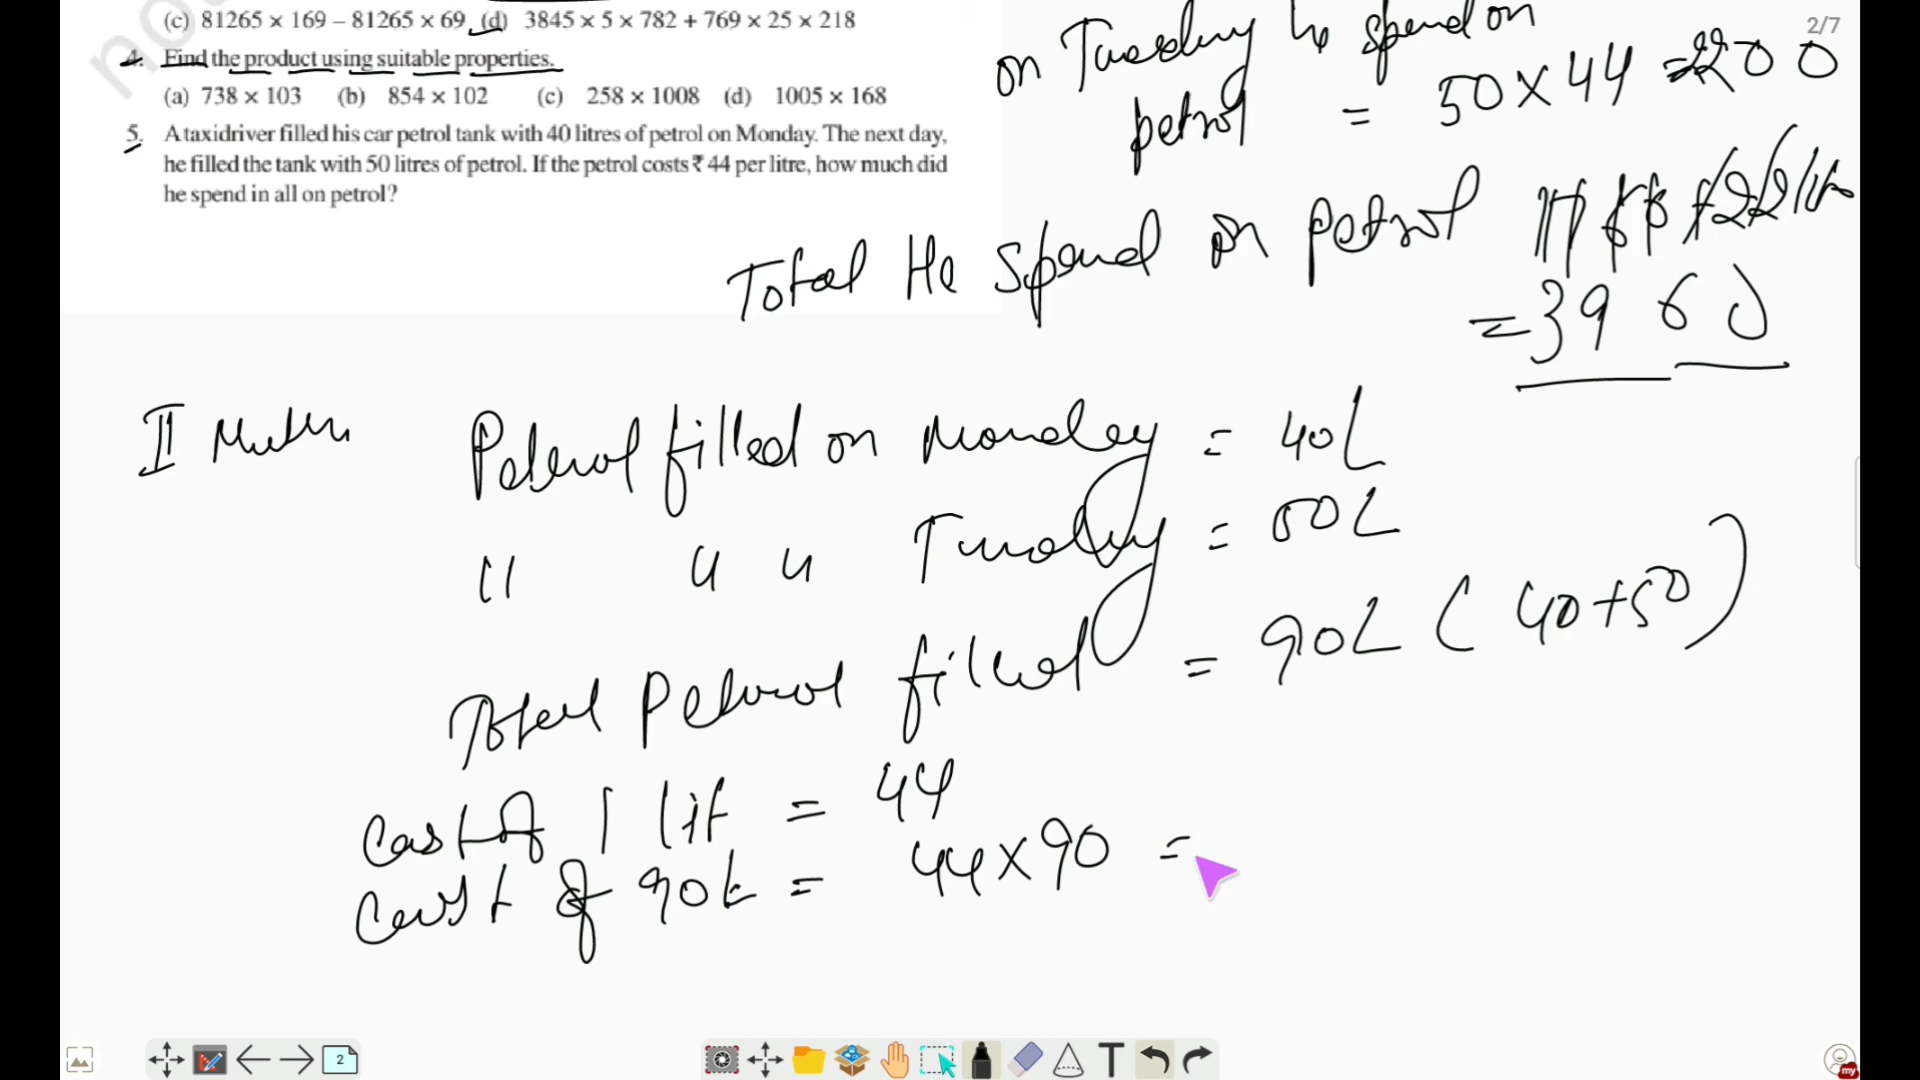 (c) 81265 × 169 – 81265 × 69 (d) 3845 × 5 × 782 + 769 × 25 × 218
4. Find the product using suitable properties.
(a) 738 × 103 (b) 854 × 102 (c) 258 × 1008 (d) 1005 × 168
5. A taxidriver filled his car petrol tank with 40 litres of petrol on Monday. The next day,
he filled the tank with 50 litres of petrol. If the petrol costs ₹ 44 per litre, how much did
he spend in all on petrol?
2/7
on Tuesday he spend on
petrol = 50 × 44 = 2200
Total He spend on petrol
= 3960
II
Petrol filled on Monday = 40L
Tuesday = 50L
Total Petrol filled = 90L (40+50)
Cost of 1 lit = 44
Cost of 90L = 44×90 =
2
T
my